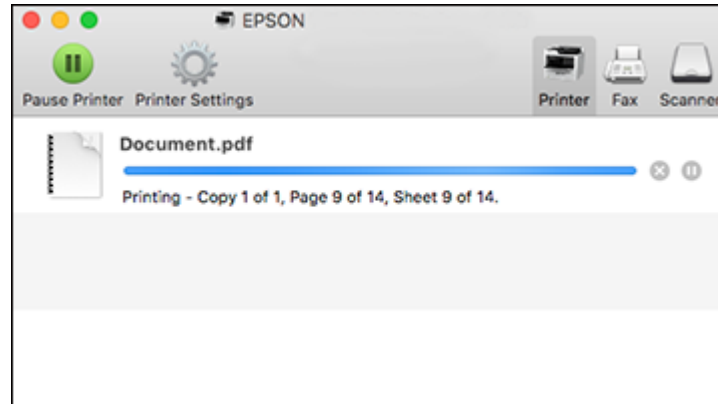 EPSON
Pause Printer Printer Settings Printer Fax Scanner
Document.pdf
Printing - Copy 1 of 1, Page 9 of 14, Sheet 9 of 14.